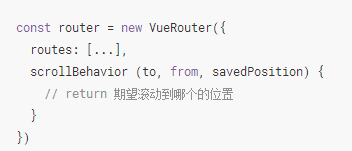 const router = new VueRouter({
  routes: [...],
  scrollBehavior (to, from, savedPosition) {
    // return 期望滚动到哪个的位置
  }
})